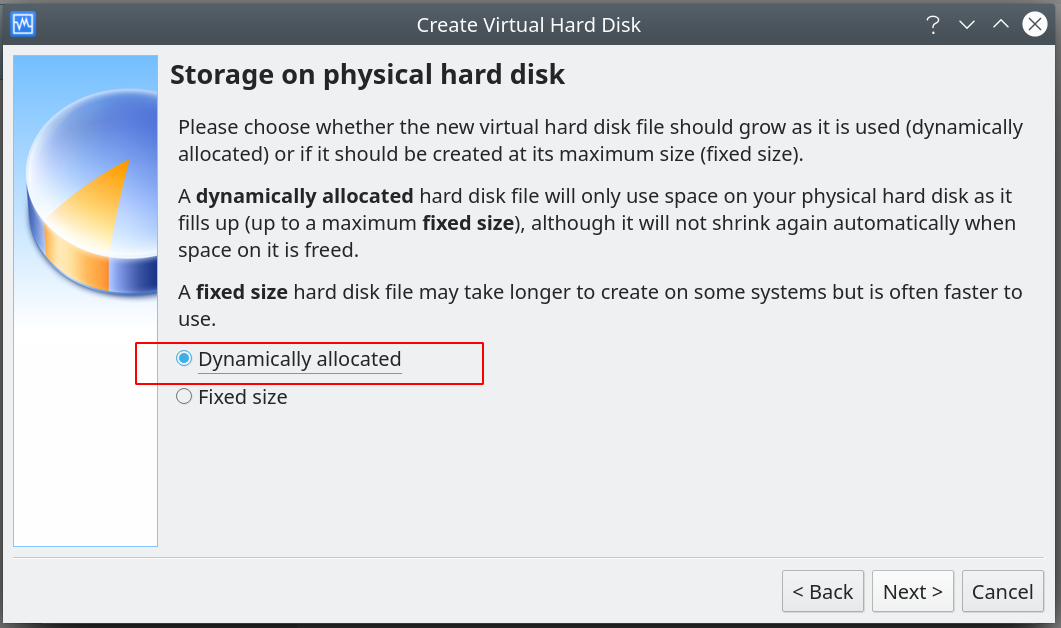 Create Virtual Hard Disk
Storage on physical hard disk
Please choose whether the new virtual hard disk file should grow as it is used (dynamically
allocated) or if it should be created at its maximum size (fixed size).
A dynamically allocated hard disk file will only use space on your physical hard disk as it
fills up (up to a maximum fixed size), although it will not shrink again automatically when
space on it is freed.
A fixed size hard disk file may take longer to create on some systems but is often faster to
use.
Dynamically allocated
Fixed size
< Back Next > Cancel